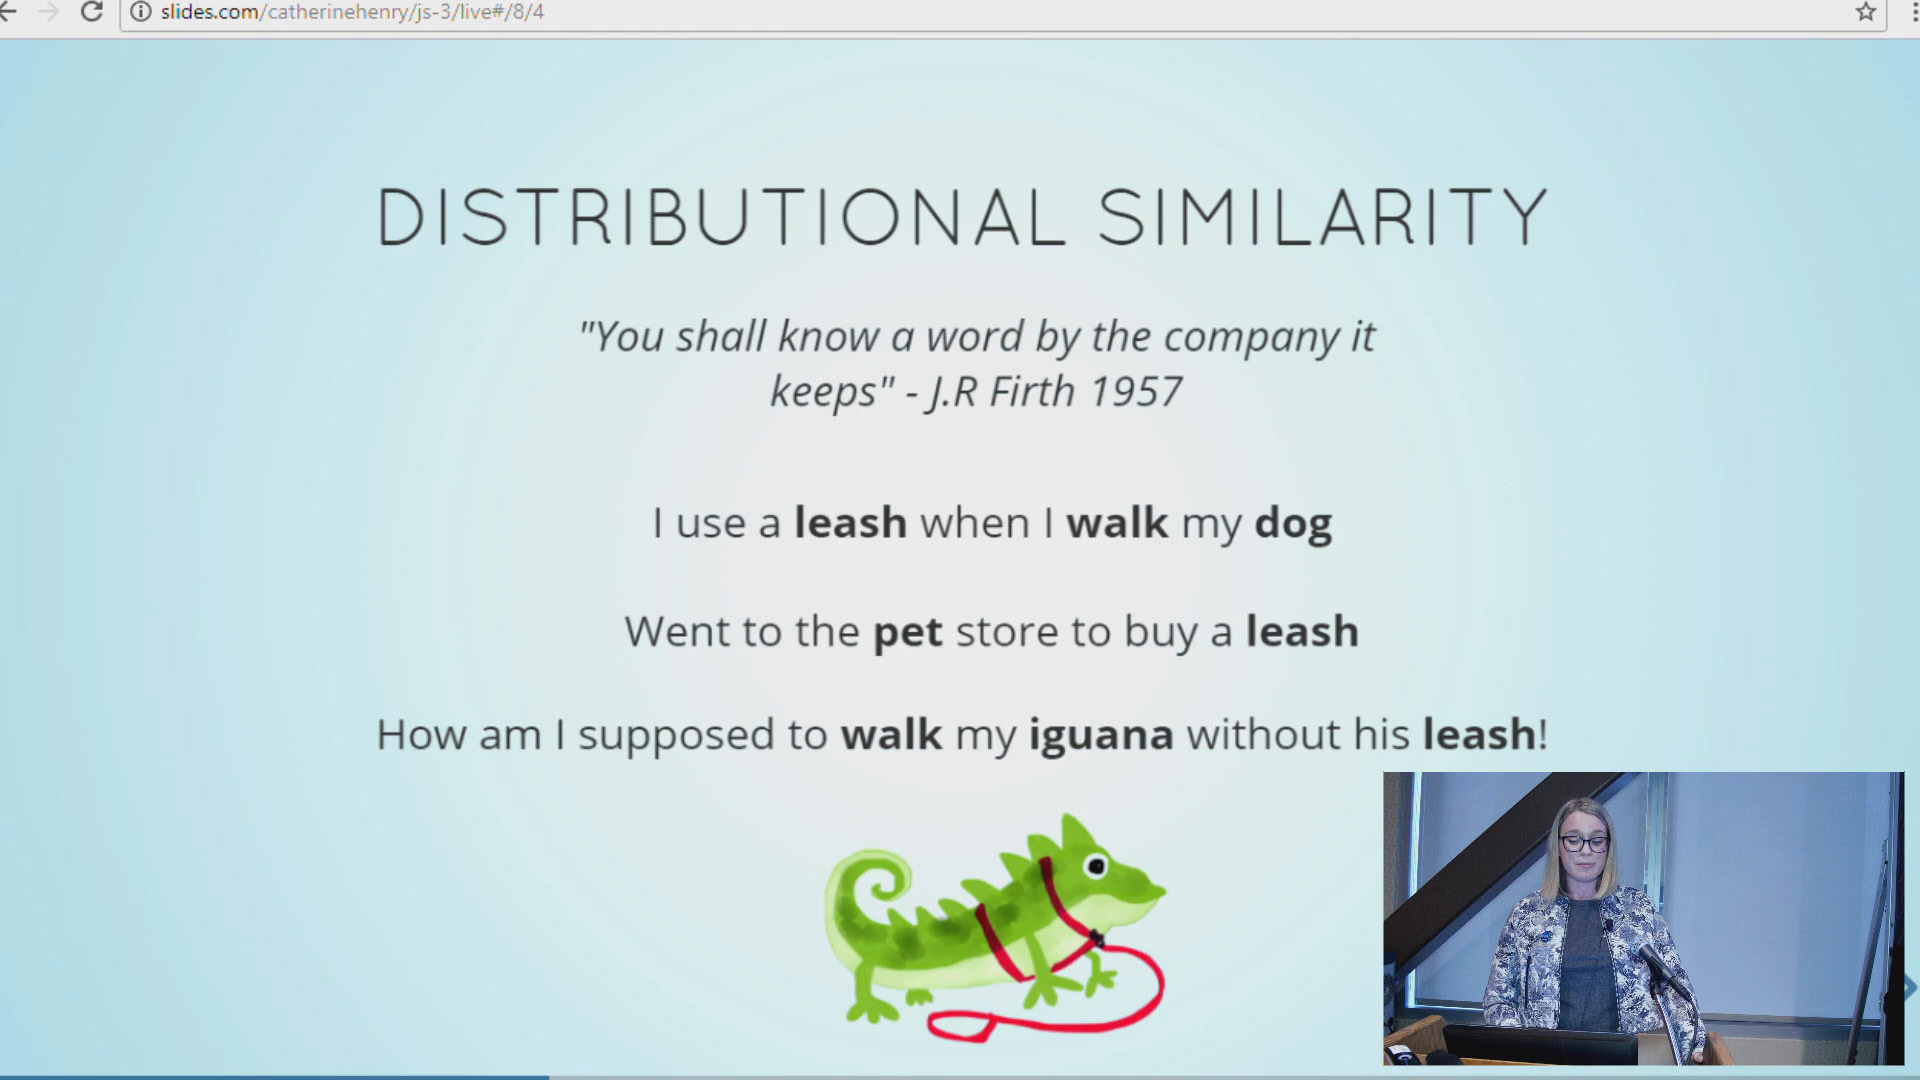 slides.com/catherinehenry/js-3/live#/8/4
DISTRIBUTIONAL SIMILARITY
"You shall know a word by the company it
keeps" - J.R Firth 1957
I use a leash when I walk my dog
Went to the pet store to buy a leash
How am I supposed to walk my iguana without his leash!